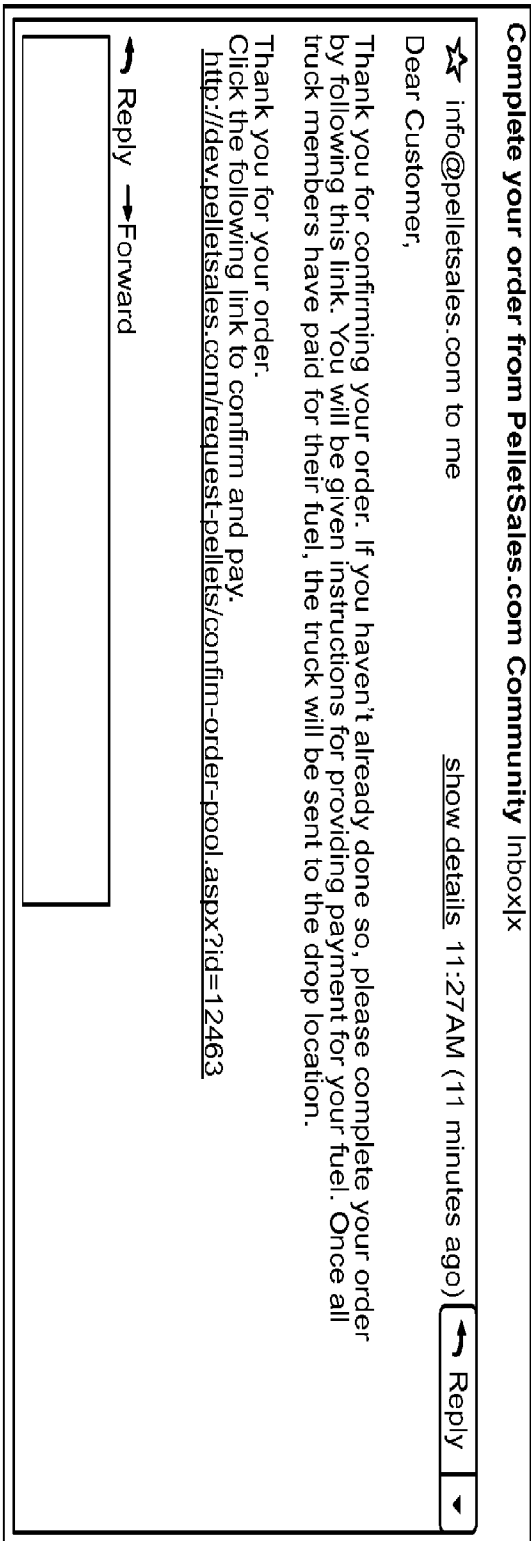 Complete your order from PelletSales.com Community Inbox|x
☆ info@pelletsales.com to me show details 11:27AM (11 minutes ago) Reply ▼
Dear Customer,
Thank you for confirming your order. If you haven't already done so, please complete your order
by following this link. You will be given instructions for providing payment for your fuel. Once all
truck members have paid for their fuel, the truck will be sent to the drop location.
Thank you for your order.
Click the following link to confirm and pay.
http://dev.pelletsales.com/request-pellets/confirm-order-pool.aspx?id=12463
Reply →Forward